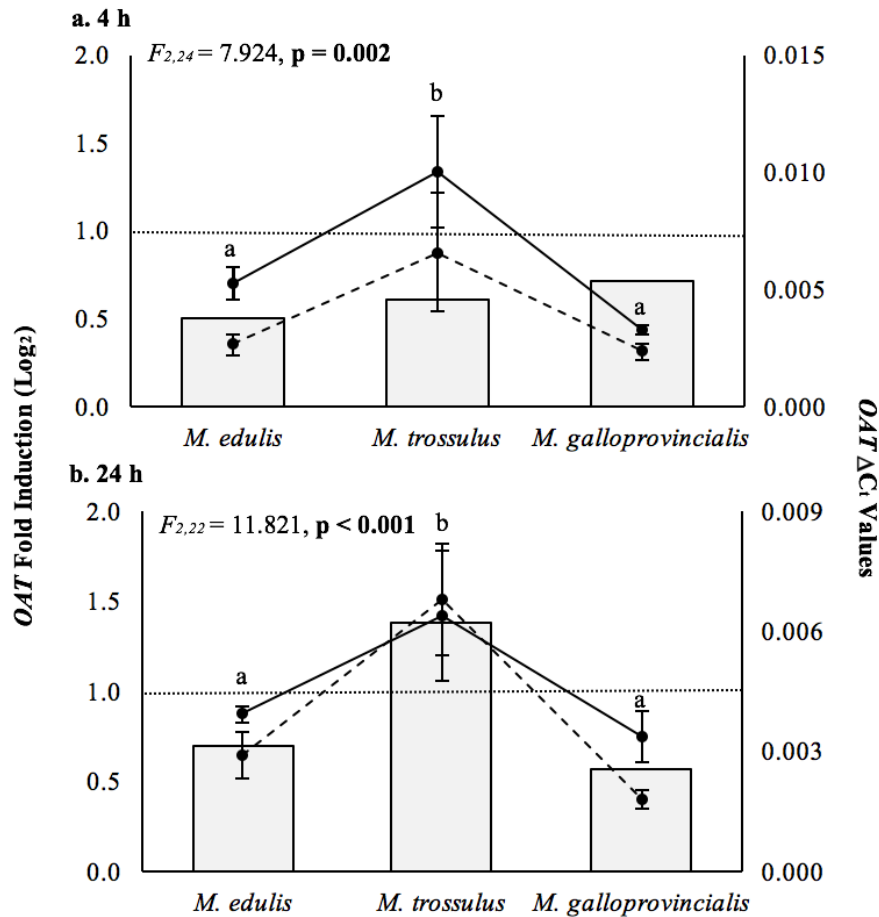 a. 4 h
F2,24 = 7.924, p = 0.002
2.0
1.5
1.0
0.5
0.0
0.015
0.010
0.005
0.000
a
b
a
M. edulis
M. trossulus
M. galloprovincialis
OAT Fold Induction (Log2)
OAT ΔCt Values
b. 24 h
F2,22 = 11.821, p < 0.001
2.0
1.5
1.0
0.5
0.0
0.009
0.006
0.003
0.000
a
b
a
M. edulis
M. trossulus
M. galloprovincialis